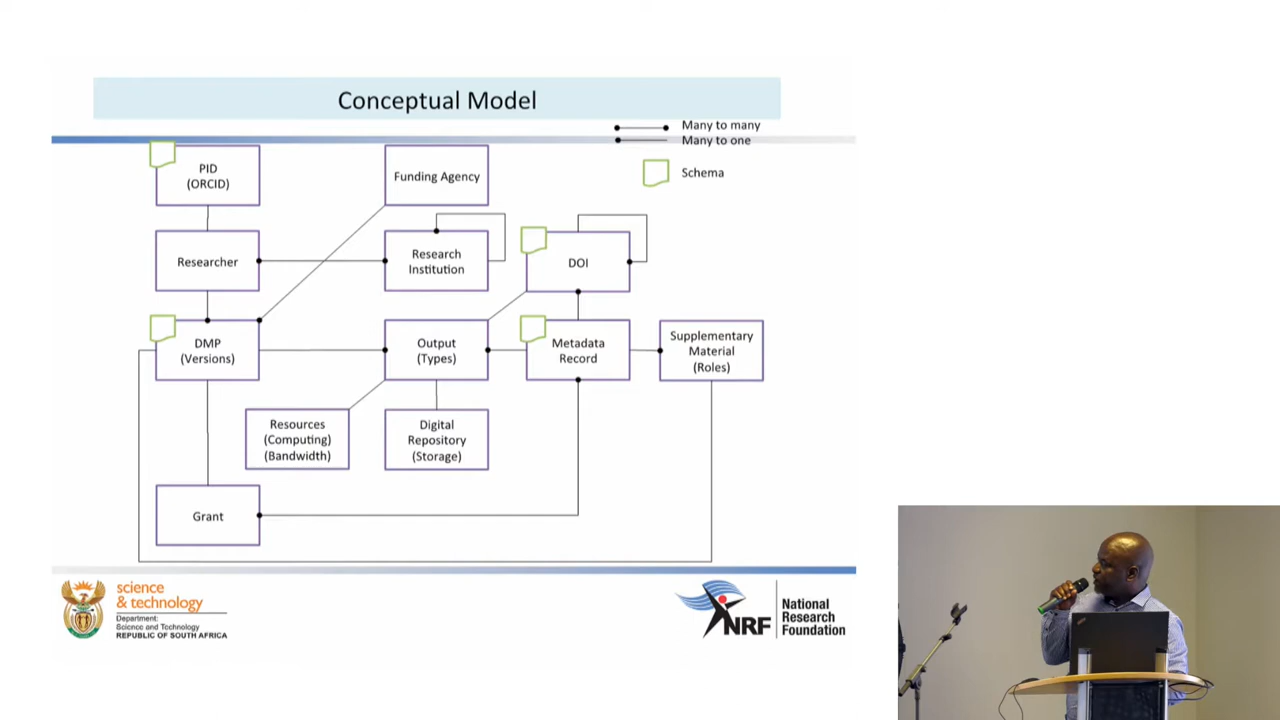 Conceptual Model
Many to many
Many to one
Schema
PID
(ORCID)
Funding Agency
Researcher
Research
Institution
DOI
DMP
(Versions)
Output
(Types)
Metadata
Record
Supplementary
Material
(Roles)
Resources
(Computing)
(Bandwidth)
Digital
Repository
(Storage)
Grant
science
& technology
Department:
Science and Technology
REPUBLIC OF SOUTH AFRICA
NRF
National
Research
Foundation